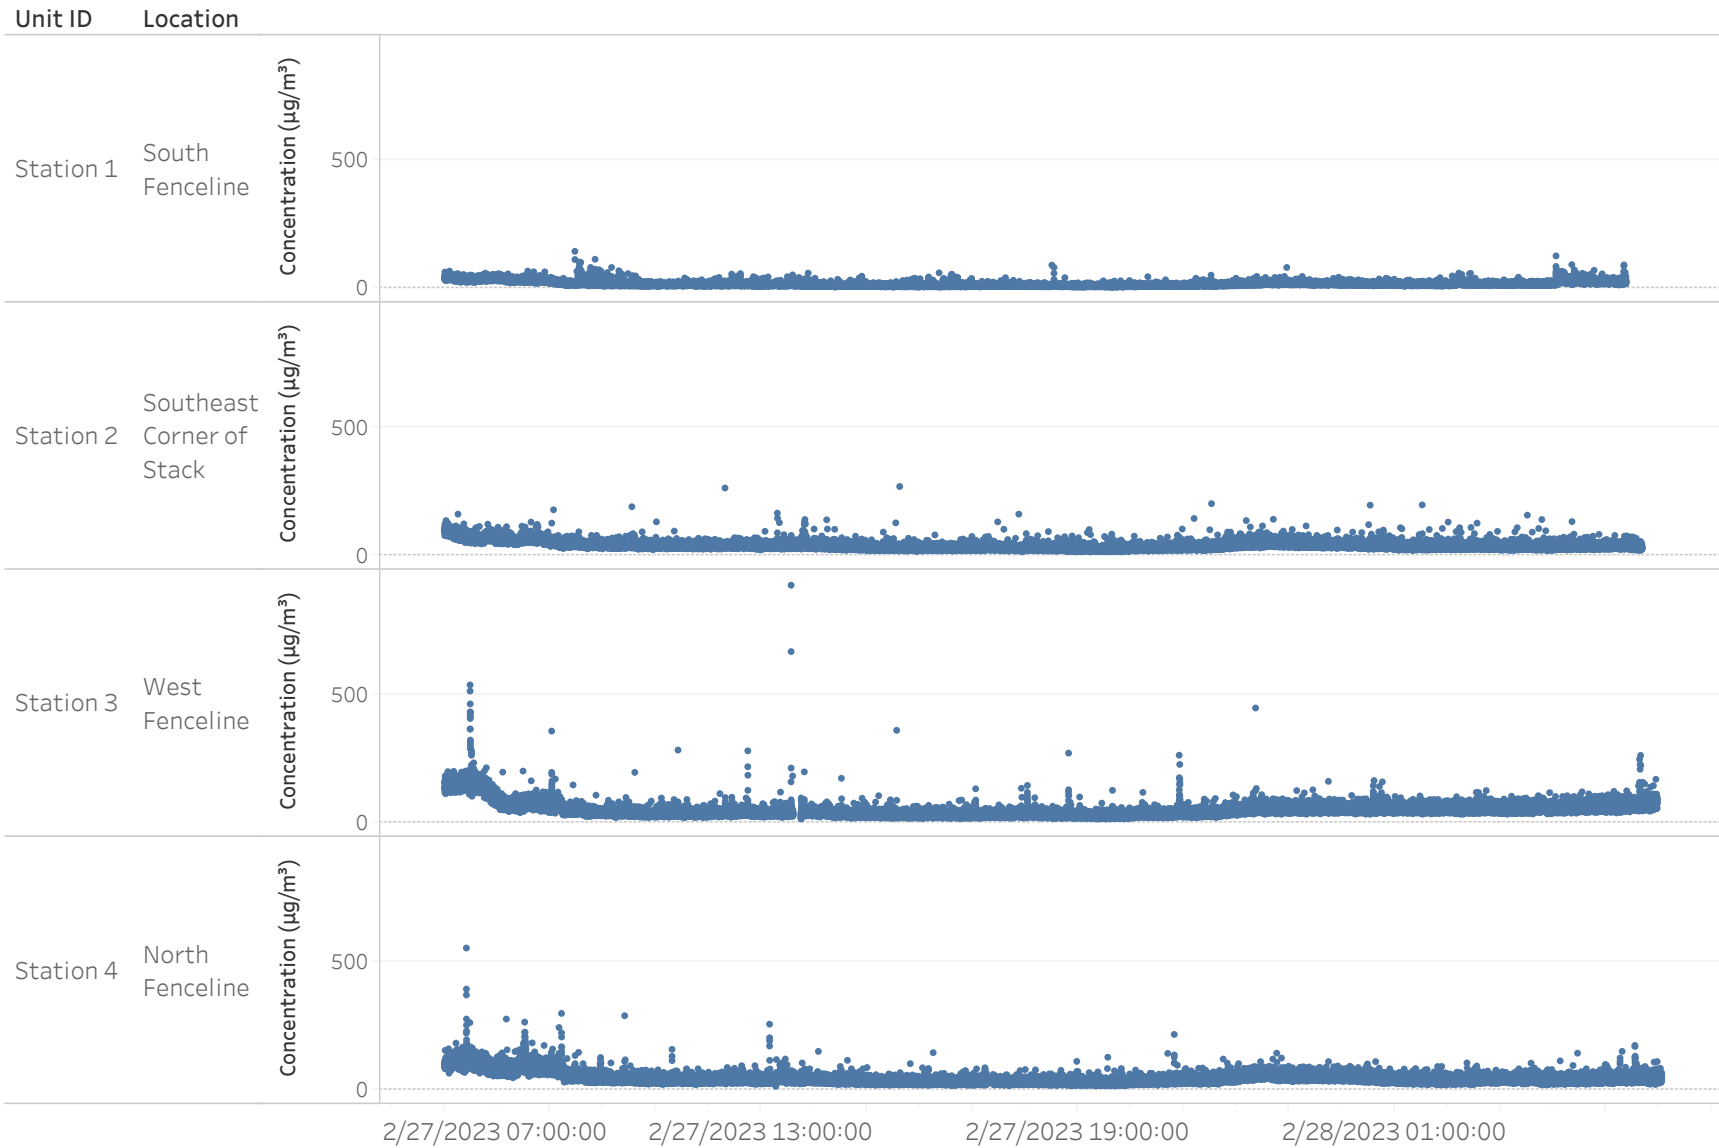 Unit ID Location
Concentration (µg/m³)
500
0
Station 1
South
Fenceline
Concentration (µg/m³)
500
0
Station 2
Southeast
Corner of
Stack
Concentration (µg/m³)
500
0
Station 3
West
Fenceline
Concentration (µg/m³)
500
0
Station 4
North
Fenceline
2/27/2023 07:00:00 2/27/2023 13:00:00 2/27/2023 19:00:00 2/28/2023 01:00:00